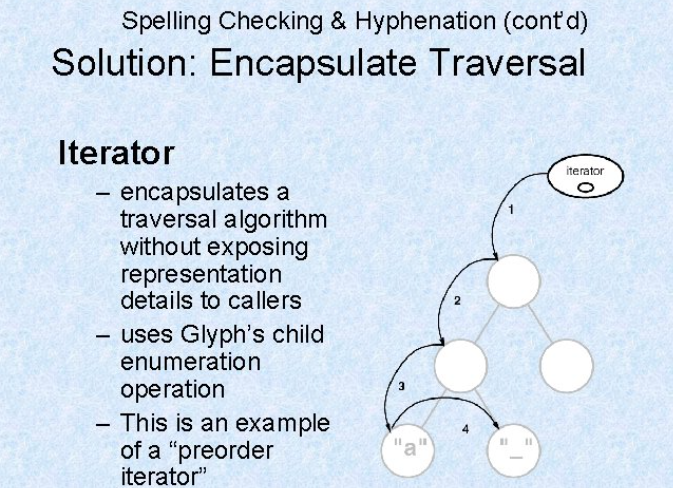 Spelling Checking & Hyphenation (cont'd)
Solution: Encapsulate Traversal
Iterator
– encapsulates a
traversal algorithm
without exposing
representation
details to callers
– uses Glyph's child
enumeration
operation
– This is an example
of a “preorder
iterator”
iterator
1
2
3
4
"a"
"_"